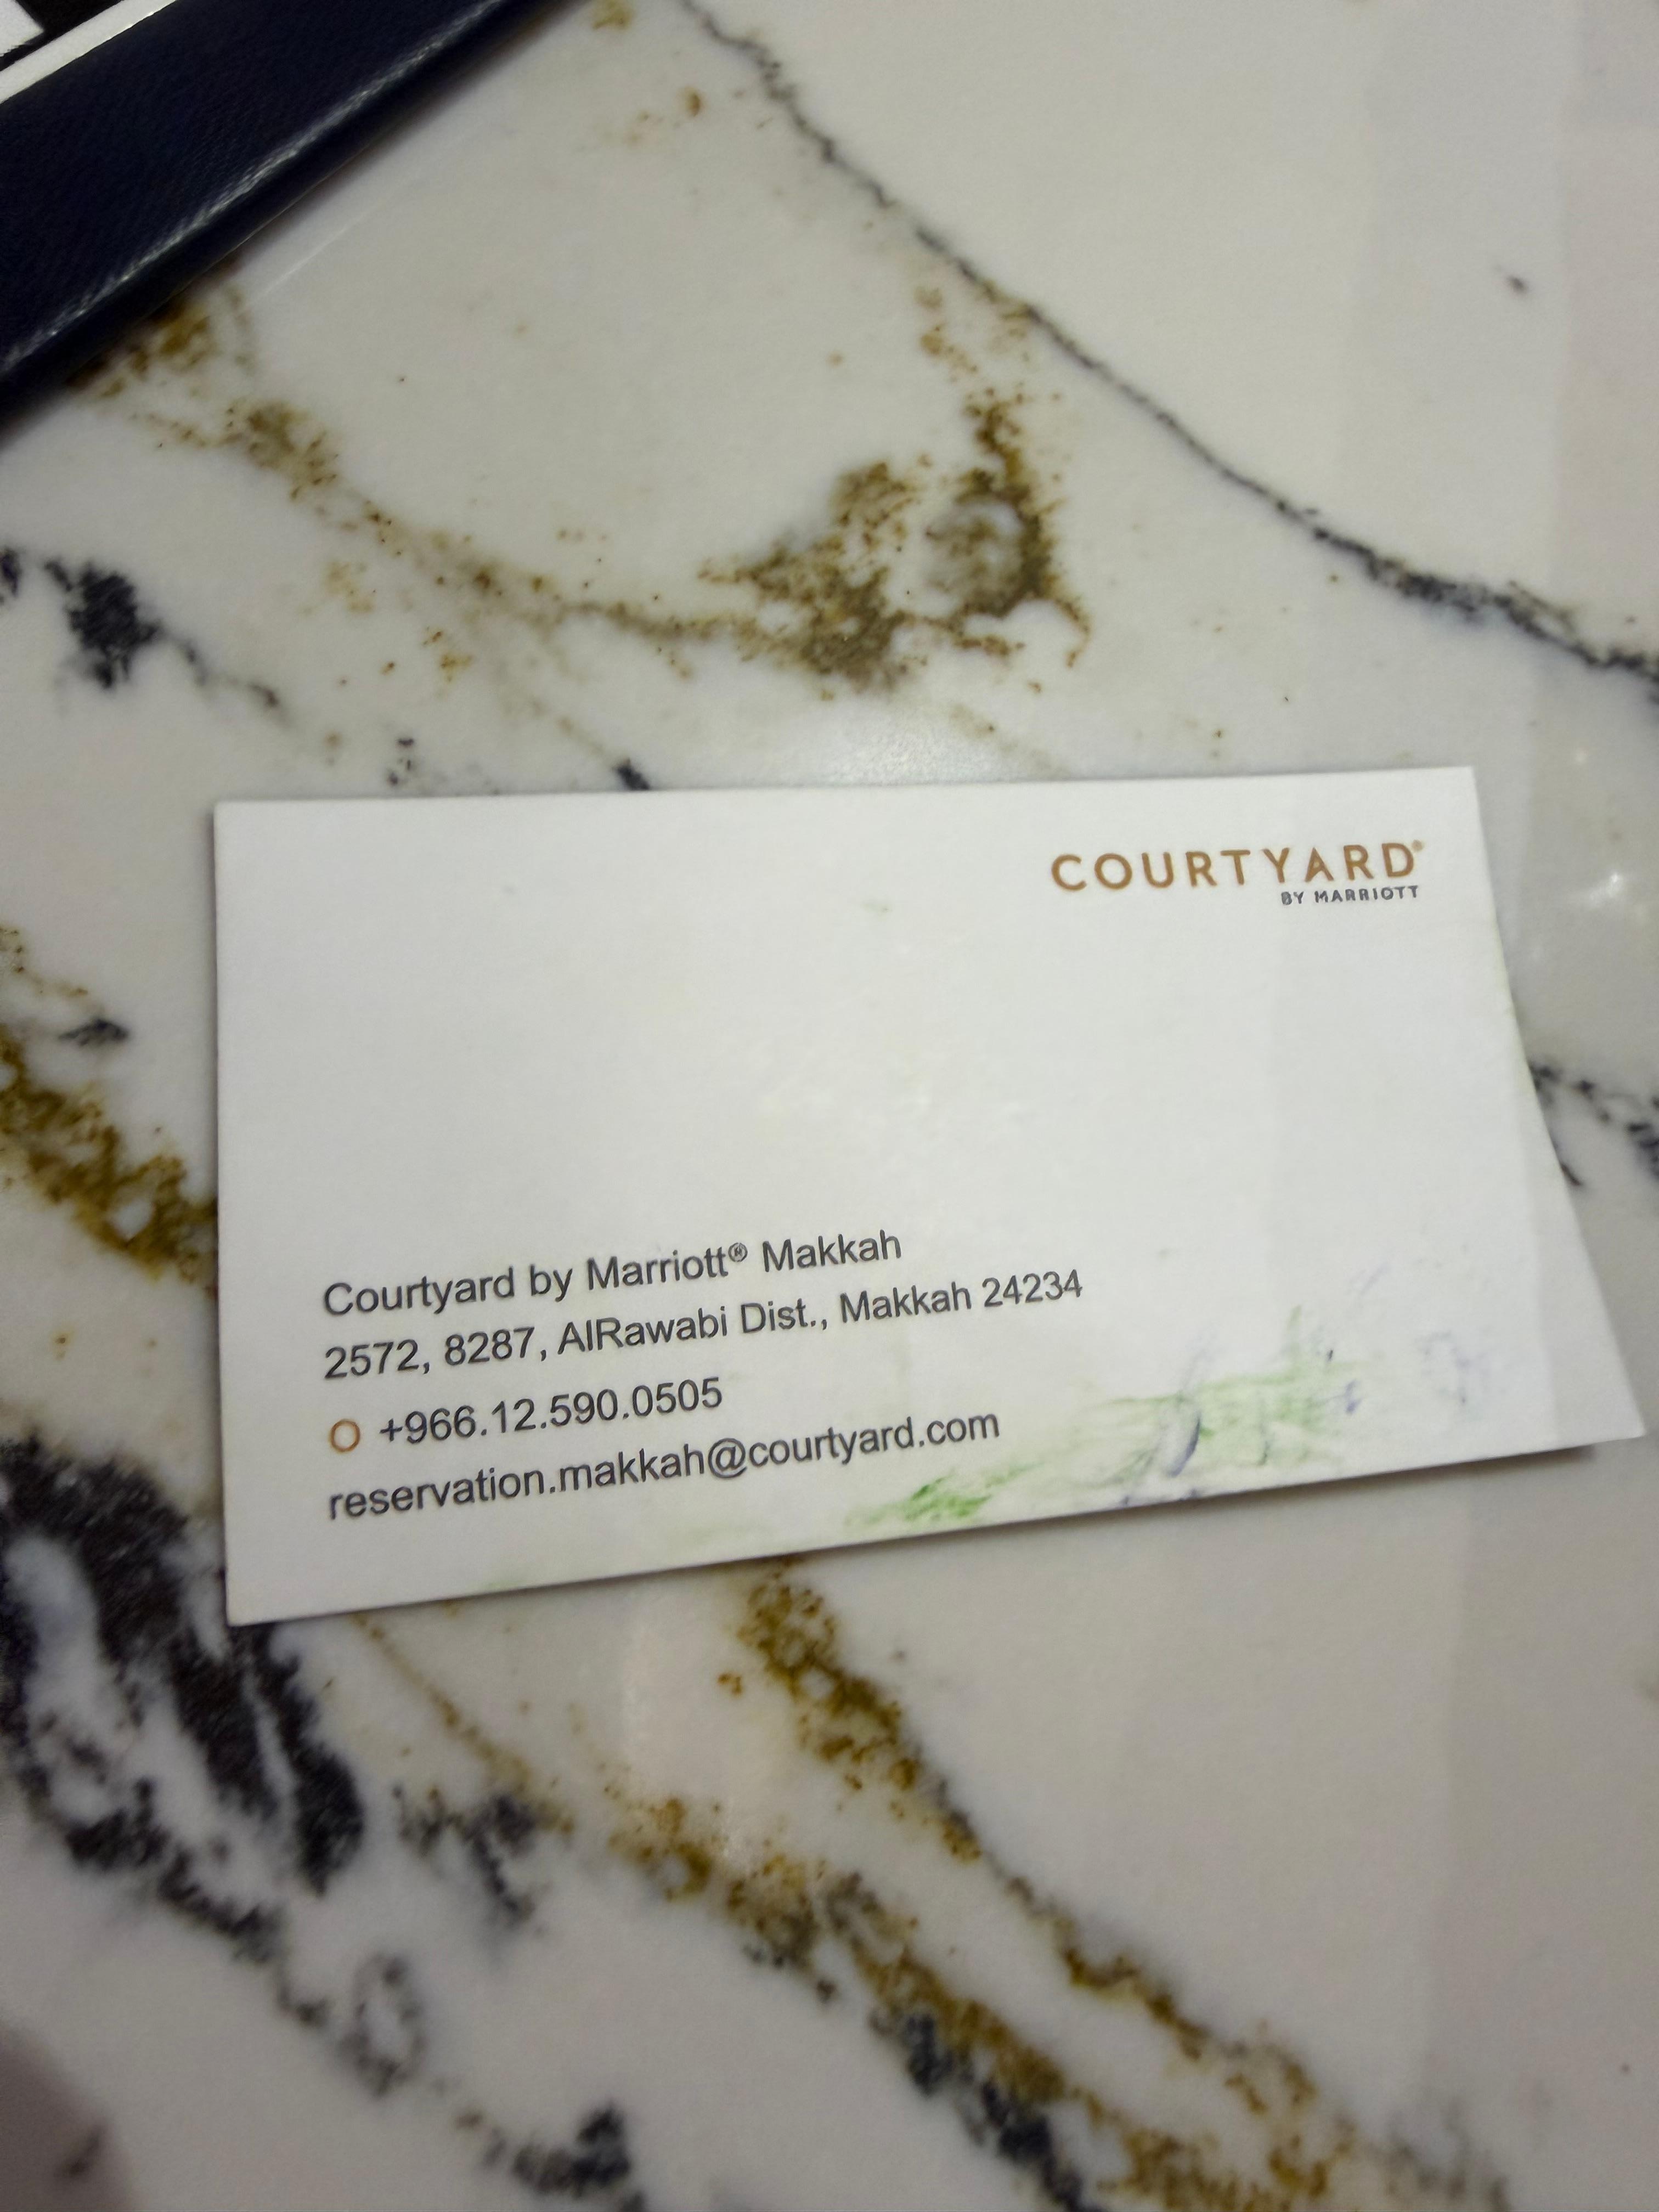 COURTYARD®
BY MARRIOTT
Courtyard by Marriott® Makkah
2572, 8287, AlRawabi Dist., Makkah 24234
O +966.12.590.0505
reservation.makkah@courtyard.com